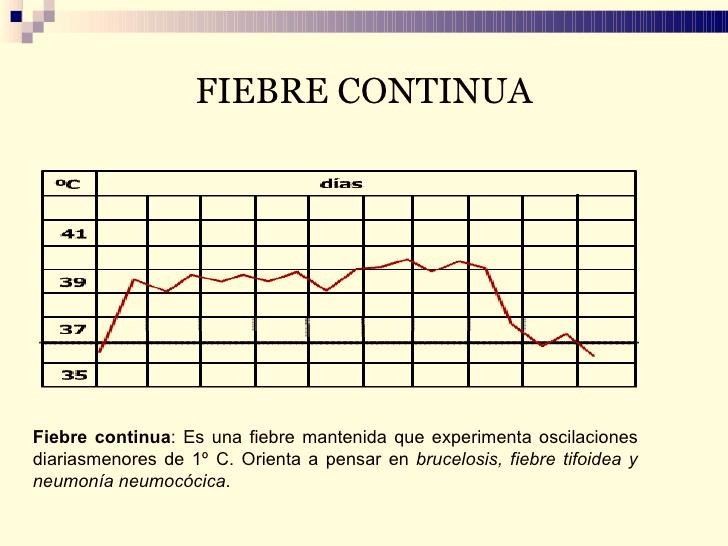 FIEBRE CONTINUA
ºC días
41
39
37
35
Fiebre continua: Es una fiebre mantenida que experimenta oscilaciones
diariasmenores de 1º C. Orienta a pensar en brucelosis, fiebre tifoidea y
neumonía neumocócica.